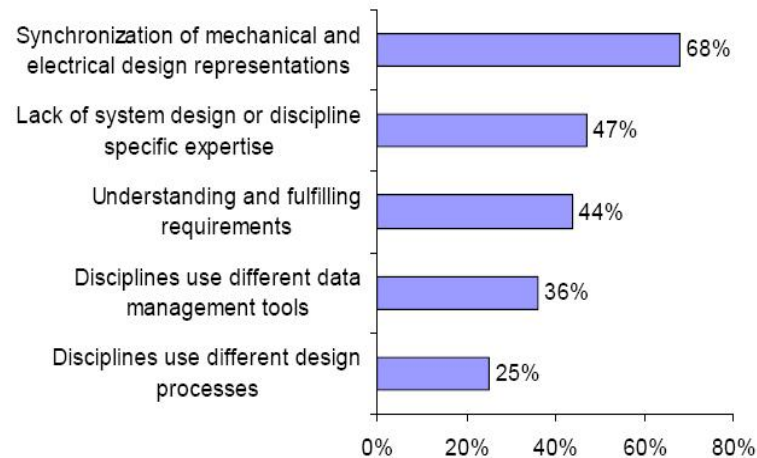 Synchronization of mechanical and
electrical design representations
68%
Lack of system design or discipline
specific expertise
47%
Understanding and fulfilling
requirements
44%
Disciplines use different data
management tools
36%
Disciplines use different design
processes
25%
0%
20%
40%
60%
80%